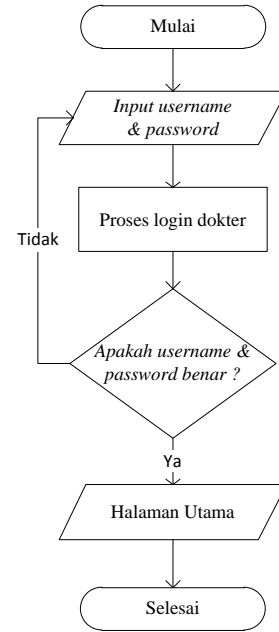 Mulai
Input username
& password
Proses login dokter
Tidak
Apakah username &
password benar ?
Ya
Halaman Utama
Selesai